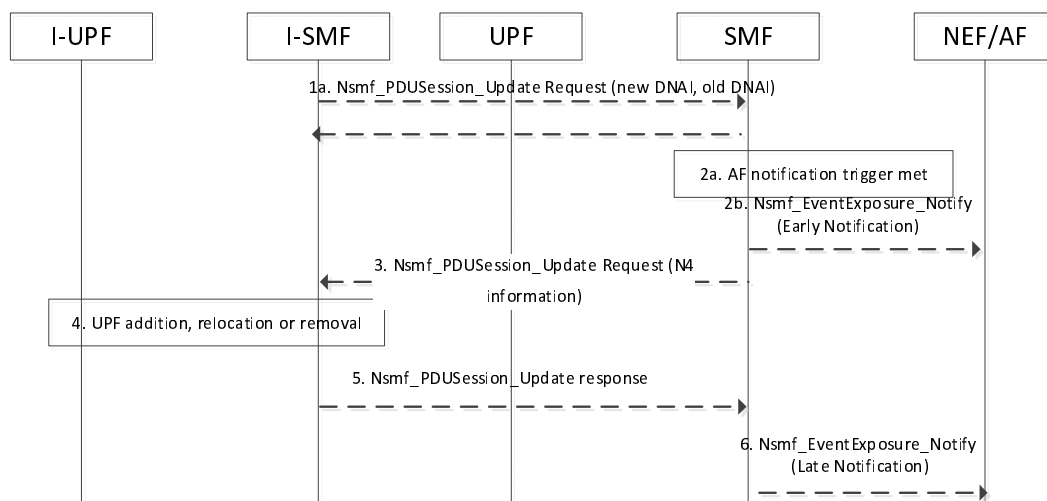 I-UPF
I-SMF
UPF
SMF
NEF/AF
1a. Nsmf_PDUSession_Update Request (new DNAI, old DNAI)
2a. AF notification trigger met
2b. Nsmf_EventExposure_Notify
(Early Notification)
3. Nsmf_PDUSession_Update Request (N4
information)
4. UPF addition, relocation or removal
5. Nsmf_PDUSession_Update response
6. Nsmf_EventExposure_Notify
(Late Notification)